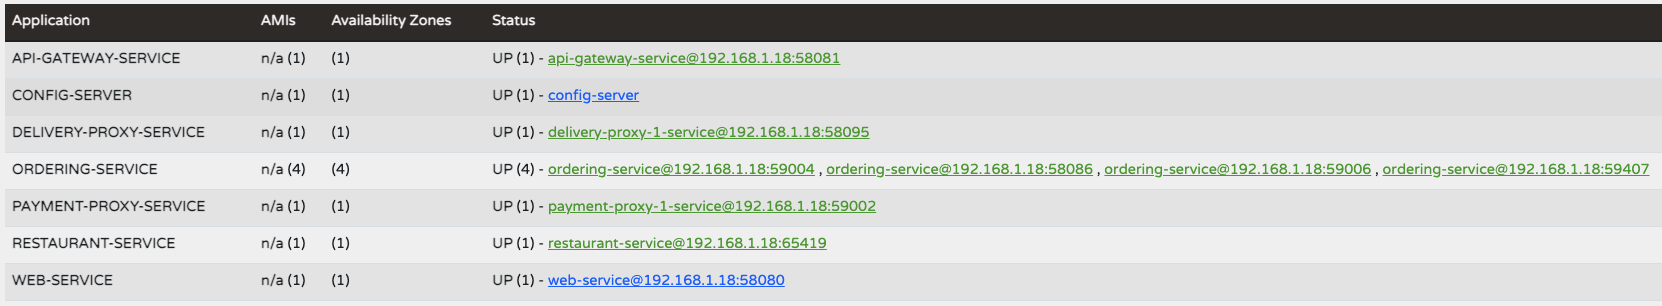 Application AMIs Availability Zones Status
API-GATEWAY-SERVICE n/a (1) (1) UP (1) - api-gateway-service@192.168.1.18:58081
CONFIG-SERVER n/a (1) (1) UP (1) - config-server
DELIVERY-PROXY-SERVICE n/a (1) (1) UP (1) - delivery-proxy-1-service@192.168.1.18:58095
ORDERING-SERVICE n/a (4) (4) UP (4) - ordering-service@192.168.1.18:59004 , ordering-service@192.168.1.18:58086 , ordering-service@192.168.1.18:59006 , ordering-service@192.168.1.18:59407
PAYMENT-PROXY-SERVICE n/a (1) (1) UP (1) - payment-proxy-1-service@192.168.1.18:59002
RESTAURANT-SERVICE n/a (1) (1) UP (1) - restaurant-service@192.168.1.18:65419
WEB-SERVICE n/a (1) (1) UP (1) - web-service@192.168.1.18:58080